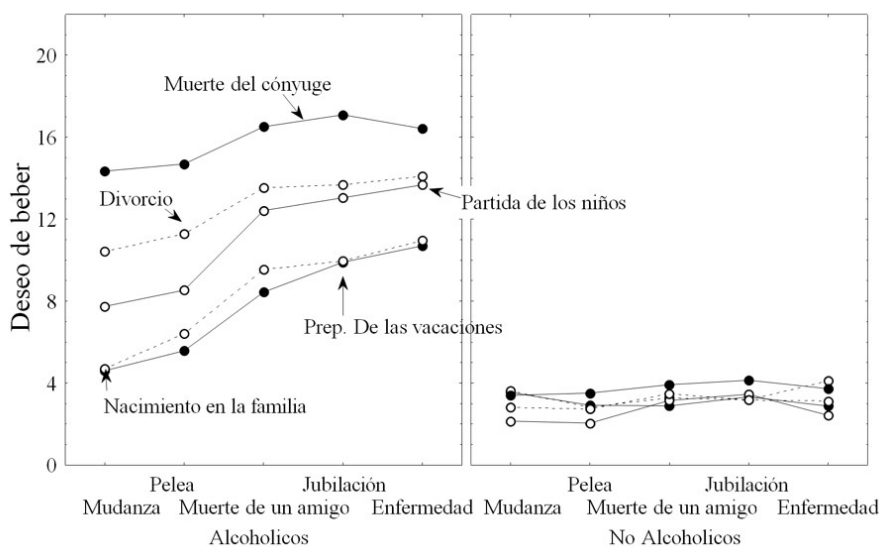 20
16
12
8
4
0
Deseo de beber
Muerte del cónyuge
Divorcio
Partida de los niños
Prep. De las vacaciones
Nacimiento en la familia
Pelea
Jubilación
Pelea
Jubilación
Mudanza
Muerte de un amigo
Enfermedad
Mudanza
Muerte de un amigo
Enfermedad
Alcoholicos
No Alcoholicos